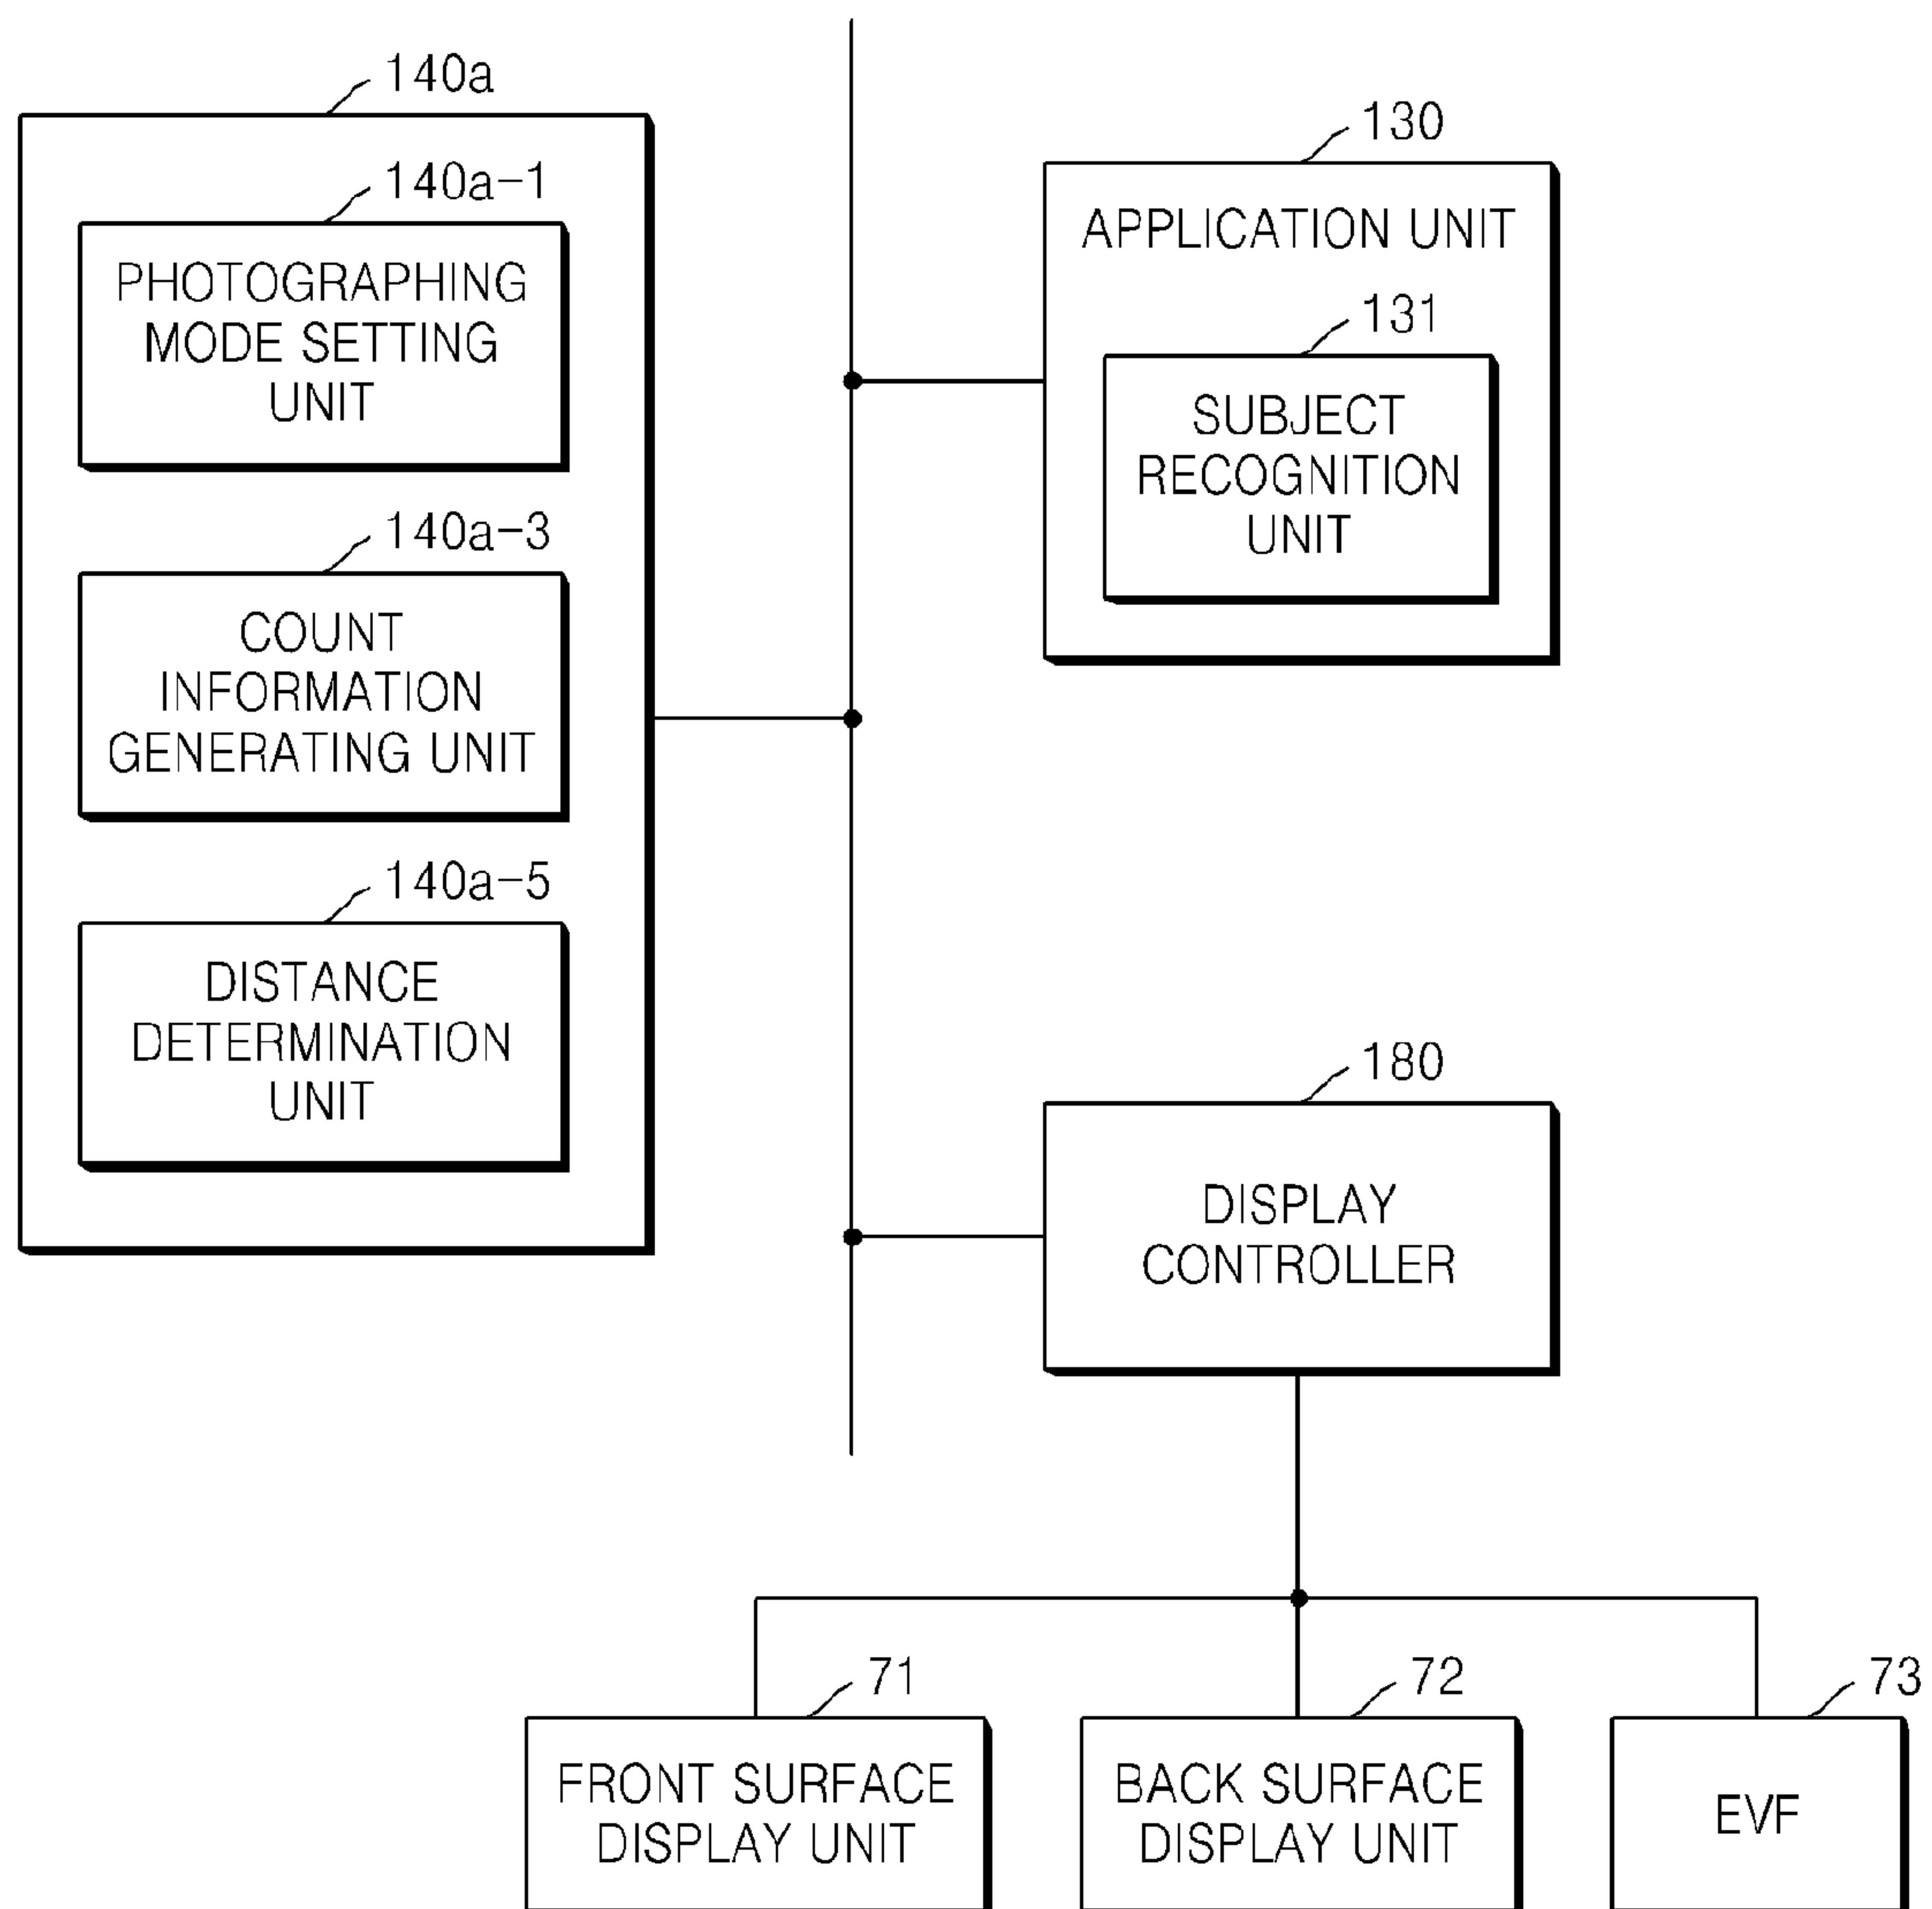 140a
140a-1
PHOTOGRAPHING
MODE SETTING
UNIT
140a-3
COUNT
INFORMATION
GENERATING UNIT
140a-5
DISTANCE
DETERMINATION
UNIT
130
APPLICATION UNIT
131
SUBJECT
RECOGNITION
UNIT
180
DISPLAY
CONTROLLER
71
FRONT SURFACE
DISPLAY UNIT
72
BACK SURFACE
DISPLAY UNIT
73
EVF